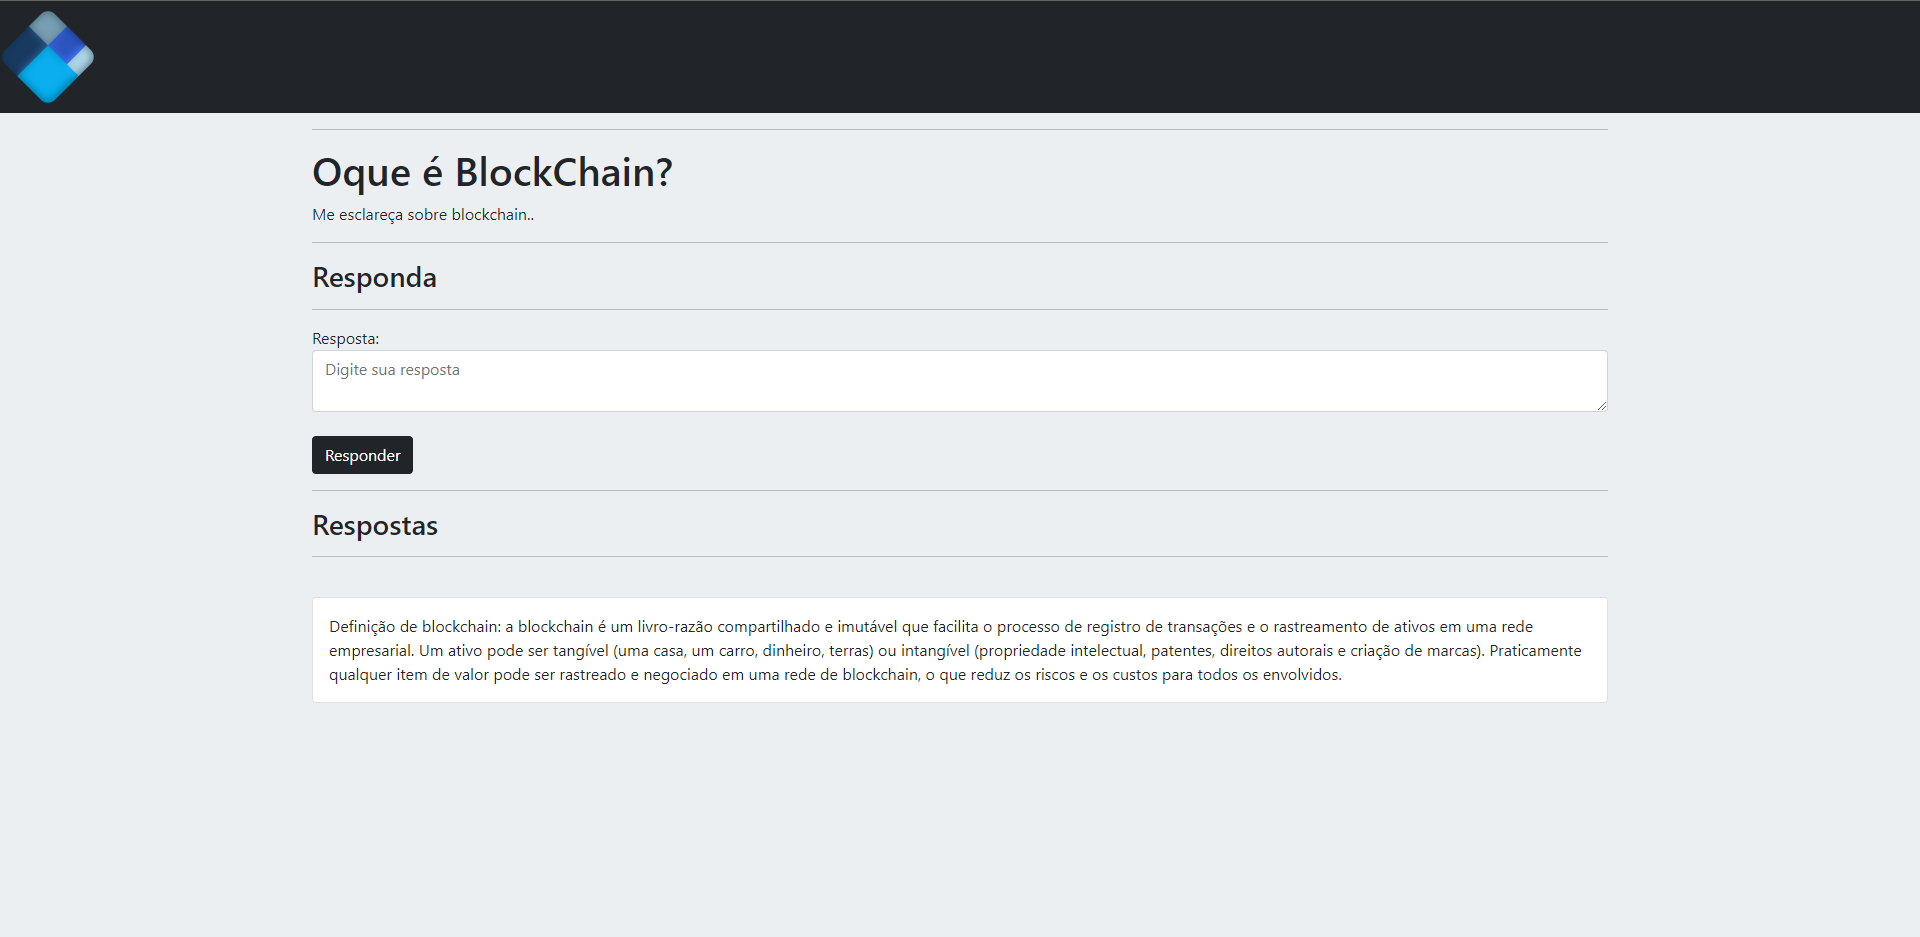 Oque é BlockChain?
Me esclareça sobre blockchain..
Responda
Resposta:
Digite sua resposta
Responder
Respostas
Definição de blockchain: a blockchain é um livro-razão compartilhado e imutável que facilita o processo de registro de transações e o rastreamento de ativos em uma rede
empresarial. Um ativo pode ser tangível (uma casa, um carro, dinheiro, terras) ou intangível (propriedade intelectual, patentes, direitos autorais e criação de marcas). Praticamente
qualquer item de valor pode ser rastreado e negociado em uma rede de blockchain, o que reduz os riscos e os custos para todos os envolvidos.